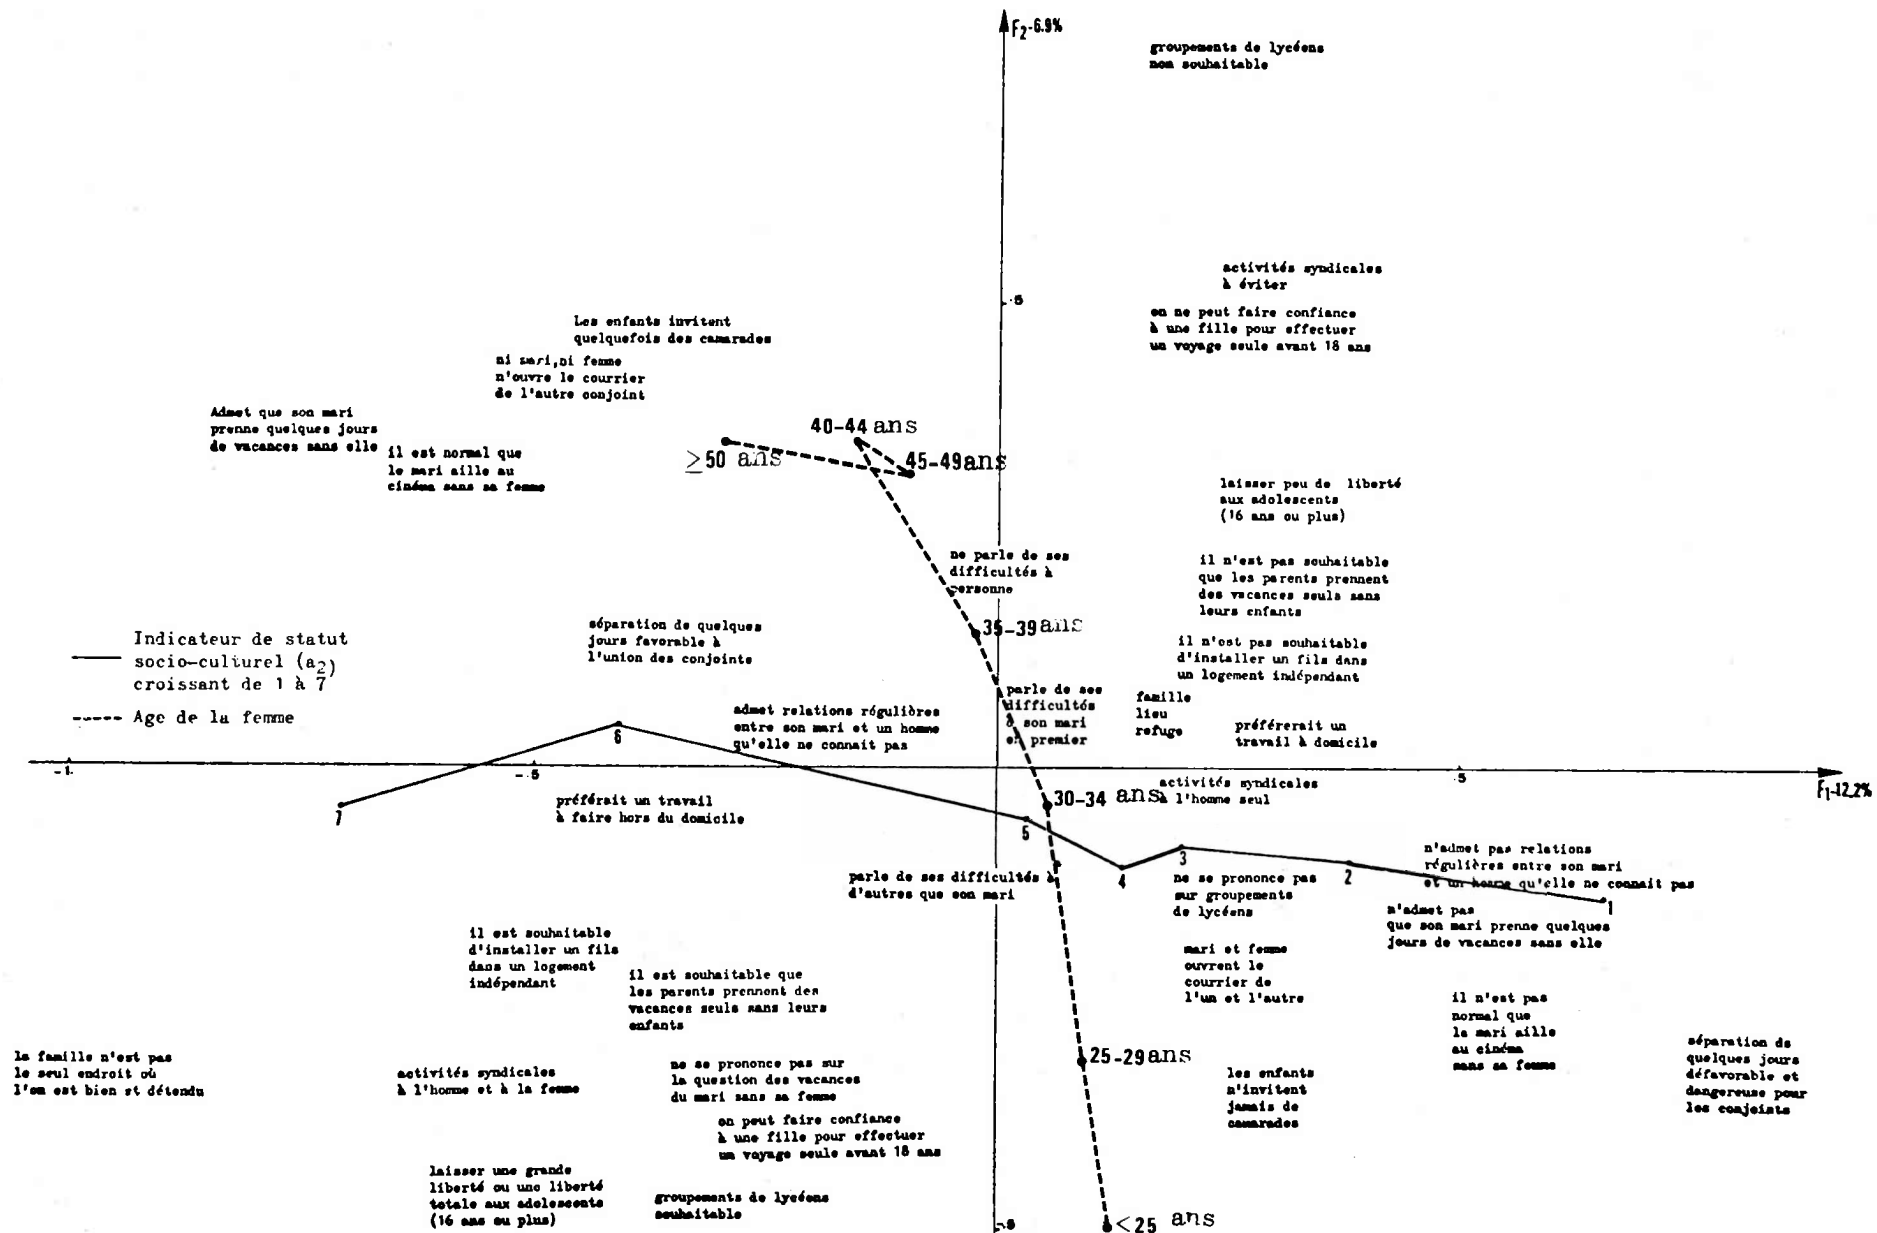 F2-6.9%
groupements de lycéens
non souhaitable
activités syndicales
à éviter
.5
on ne peut faire confiance
à une fille pour effectuer
un voyage seule avant 18 ans
Les enfants invitent
quelquefois des camarades
ni mari,ni femme
n'ouvre le courrier
de l'autre conjoint
Admet que son mari
prenne quelques jours
de vacances sans elle
il est normal que
le mari aille au
cinéma sans sa femme
40-44 ans
≥50 ans
45-49ans
laisser peu de liberté
aux adolescents
(16 ans ou plus)
ne parle de ses
difficultés à
personne
il n'est pas souhaitable
que les parents prennent
des vacances seuls sans
leurs enfants
35-39ans
séparation de quelques
jours favorable à
l'union des conjoints
il n'est pas souhaitable
d'installer un fils dans
un logement indépendant
Indicateur de statut
socio-culturel (a2)
croissant de 1 à 7
Age de la femme
parle de ses
difficultés
à son mari
en premier
famille
lieu
refuge
préférerait un
travail à domicile
admet relations régulières
entre son mari et un homme
qu'elle ne connait pas
6
-1.
-.5
.5
F1-12,2%
activités syndicales
à l'homme seul
30-34 ans
7
préférait un travail
à faire hors du domicile
5
4
3
2
1
n'admet pas relations
régulières entre son mari
et un homme qu'elle ne connait pas
parle de ses difficultés à
d'autres que son mari
ne se prononce pas
sur groupements
de lycéens
n'admet pas
que son mari prenne quelques
jours de vacances sans elle
il est souhaitable
d'installer un fils
dans un logement
indépendant
mari et femme
ouvrent le
courrier de
l'un et l'autre
il est souhaitable que
les parents prennent des
vacances seuls sans leurs
enfants
il n'est pas
normal que
le mari aille
au cinéma
sans sa femme
séparation de
quelques jours
défavorable et
dangereuse pour
les conjoints
la famille n'est pas
le seul endroit où
l'on est bien et détendu
activités syndicales
à l'homme et à la femme
ne se prononce pas sur
la question des vacances
du mari sans sa femme
25-29ans
les enfants
n'invitent
jamais de
camarades
on peut faire confiance
à une fille pour effectuer
un voyage seule avant 18 ans
laisser une grande
liberté ou une liberté
totale aux adolescents
(16 ans ou plus)
groupements de lycéens
souhaitable
-.5
<25 ans